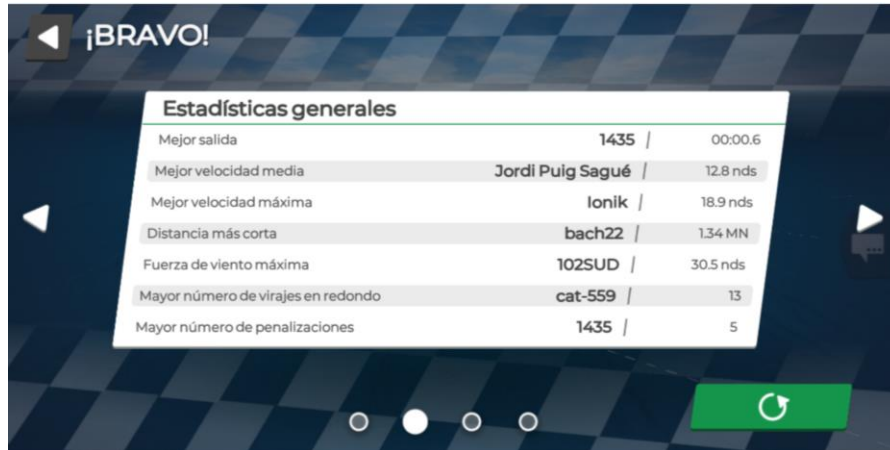 ¡BRAVO!
Estadísticas generales
Mejor salida 1435 | 00:00.6
Mejor velocidad media Jordi Puig Sagué | 12.8 nds
Mejor velocidad máxima Ionik | 18.9 nds
Distancia más corta bach22 | 1.34 MN
Fuerza de viento máxima 102SUD | 30.5 nds
Mayor número de virajes en redondo cat-559 | 13
Mayor número de penalizaciones 1435 | 5